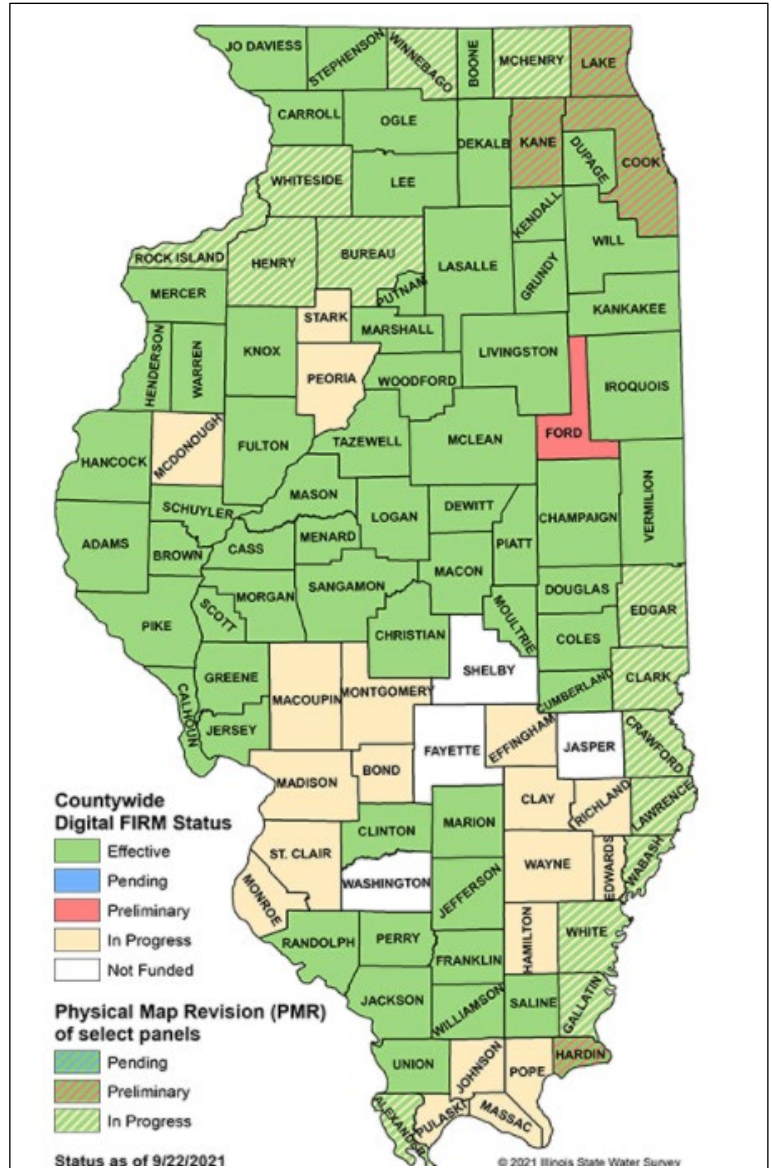 JO DAVIESS
STEPHENSON
WINNEBAGO
BOONE
MCHENRY
LAKE
CARROLL
OGLE
DEKALB
KANE
DUPAGE
COOK
WHITESIDE
LEE
KENDALL
WILL
ROCK ISLAND
HENRY
BUREAU
PUTNAM
LASALLE
GRUNDY
MERCER
STARK
MARSHALL
KANKAKEE
HENDERSON
WARREN
KNOX
PEORIA
WOODFORD
LIVINGSTON
IROQUOIS
FORD
HANCOCK
MCDONOUGH
FULTON
TAZEWELL
MCLEAN
SCHUYLER
MASON
LOGAN
DEWITT
CHAMPAIGN
VERMILION
ADAMS
BROWN
CASS
MENARD
PIATT
MACON
PIKE
SCOTT
MORGAN
SANGAMON
DOUGLAS
EDGAR
CHRISTIAN
MOULTRIE
COLES
GREENE
SHELBY
CALHOUN
MACOUPIN
MONTGOMERY
CUMBERLAND
CLARK
JERSEY
FAYETTE
EFFINGHAM
JASPER
CRAWFORD
MADISON
BOND
CLAY
RICHLAND
LAWRENCE
CLINTON
MARION
ST. CLAIR
WAYNE
EDWARDS
WABASH
WASHINGTON
JEFFERSON
MONROE
RANDOLPH
PERRY
HAMILTON
WHITE
FRANKLIN
JACKSON
WILLIAMSON
SALINE
GALLATIN
UNION
JOHNSON
POPE
HARDIN
ALEXANDER
PULASKI
MASSAC
Countywide
Digital FIRM Status
Effective
Pending
Preliminary
In Progress
Not Funded
Physical Map Revision (PMR)
of select panels
Pending
Preliminary
In Progress
Status as of 9/22/2021
© 2021 Illinois State Water Survey